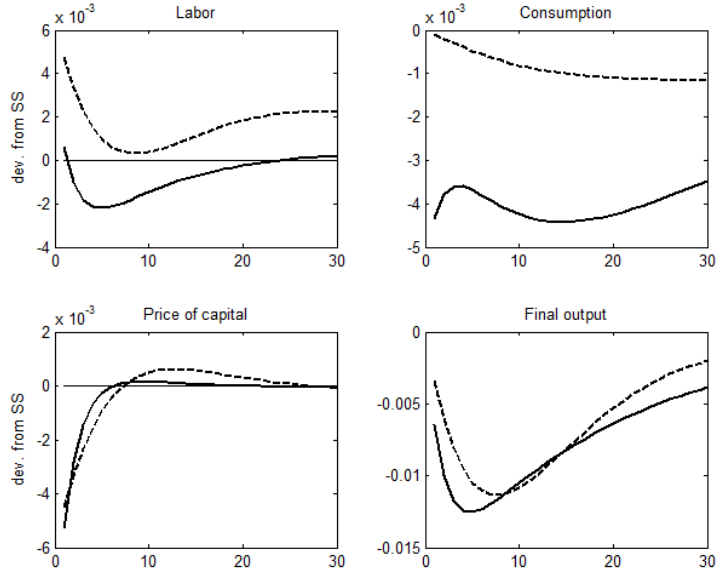 Labor
x 10⁻³
6
4
2
0
-2
-4
dev. from SS
0 10 20 30
Consumption
x 10⁻³
0
-1
-2
-3
-4
-5
0 10 20 30
Price of capital
x 10⁻³
2
0
-2
-4
-6
dev. from SS
0 10 20 30
Final output
0
-0.005
-0.01
-0.015
0 10 20 30